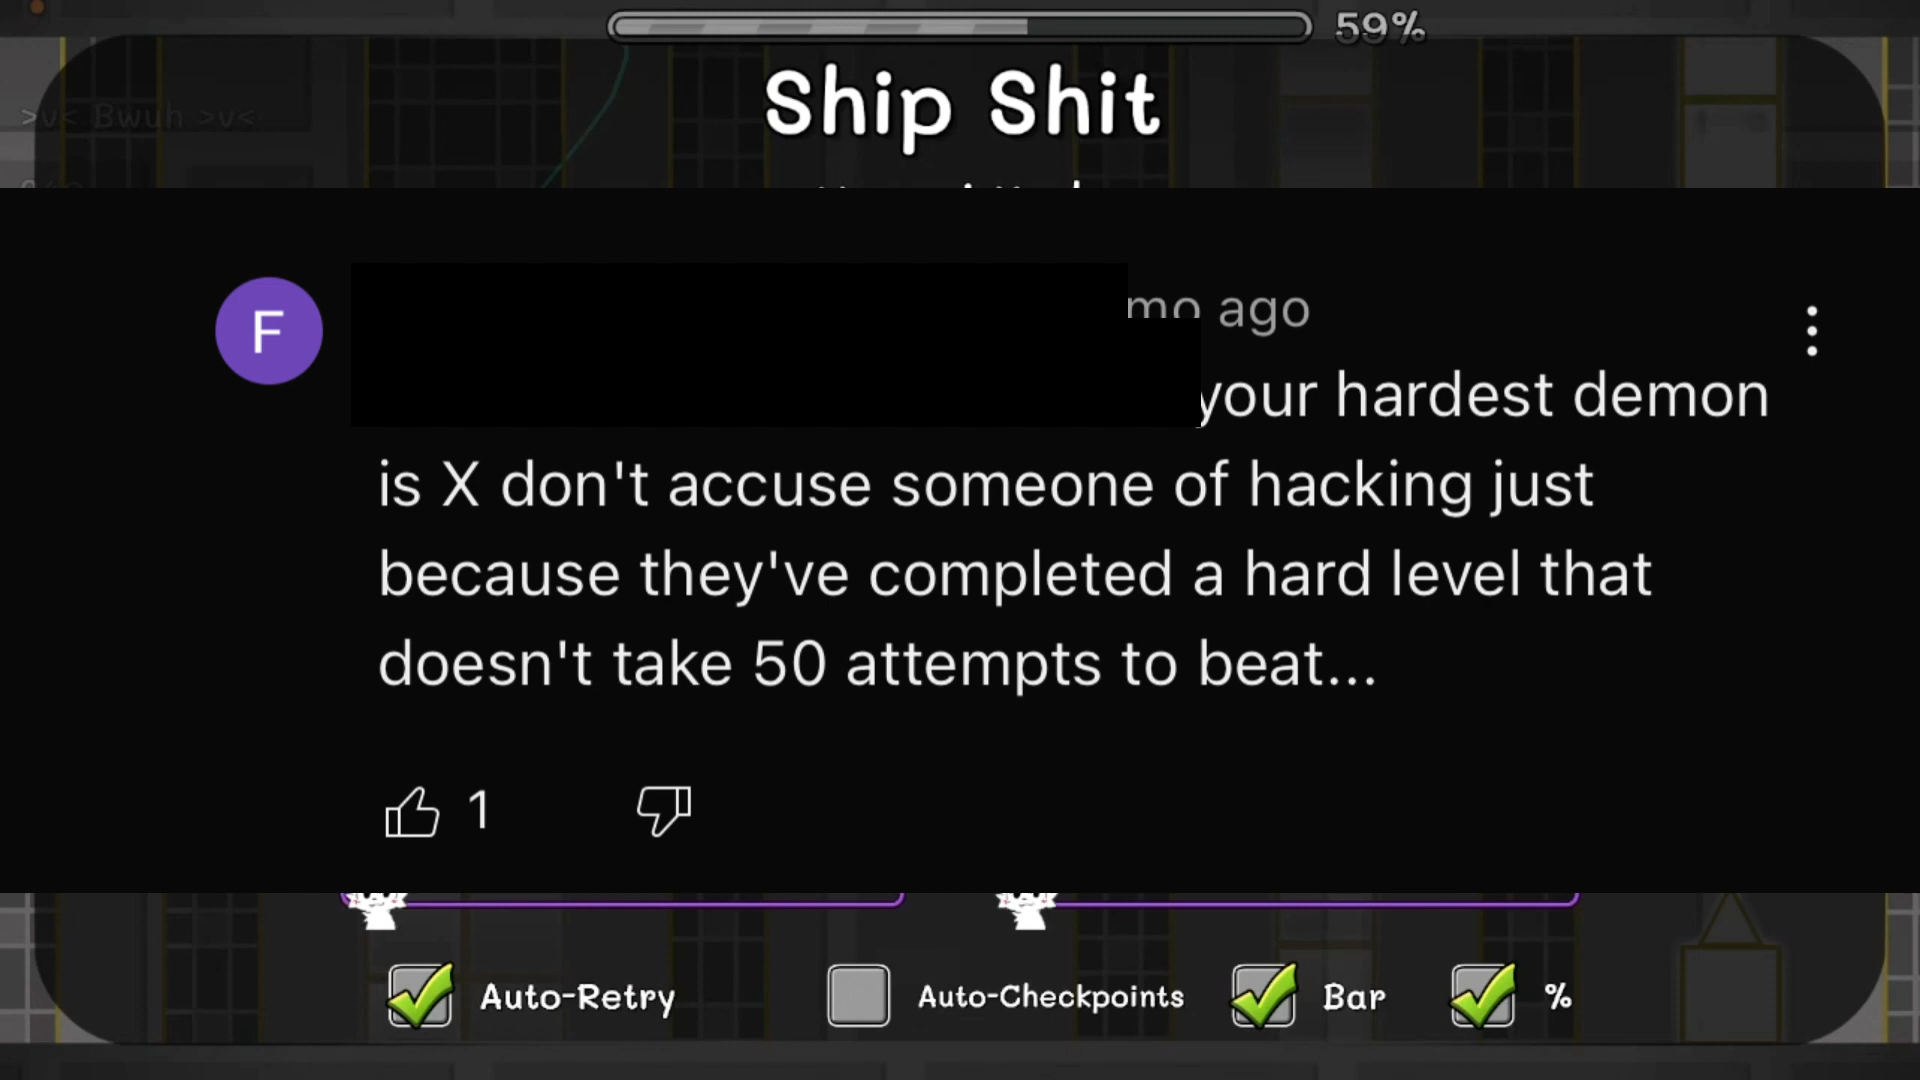 59%
Ship Shit
>v< Bwuh >v<
F
mo ago
your hardest demon
is X don't accuse someone of hacking just
because they've completed a hard level that
doesn't take 50 attempts to beat...
1
Auto-Retry
Auto-Checkpoints
Bar
%